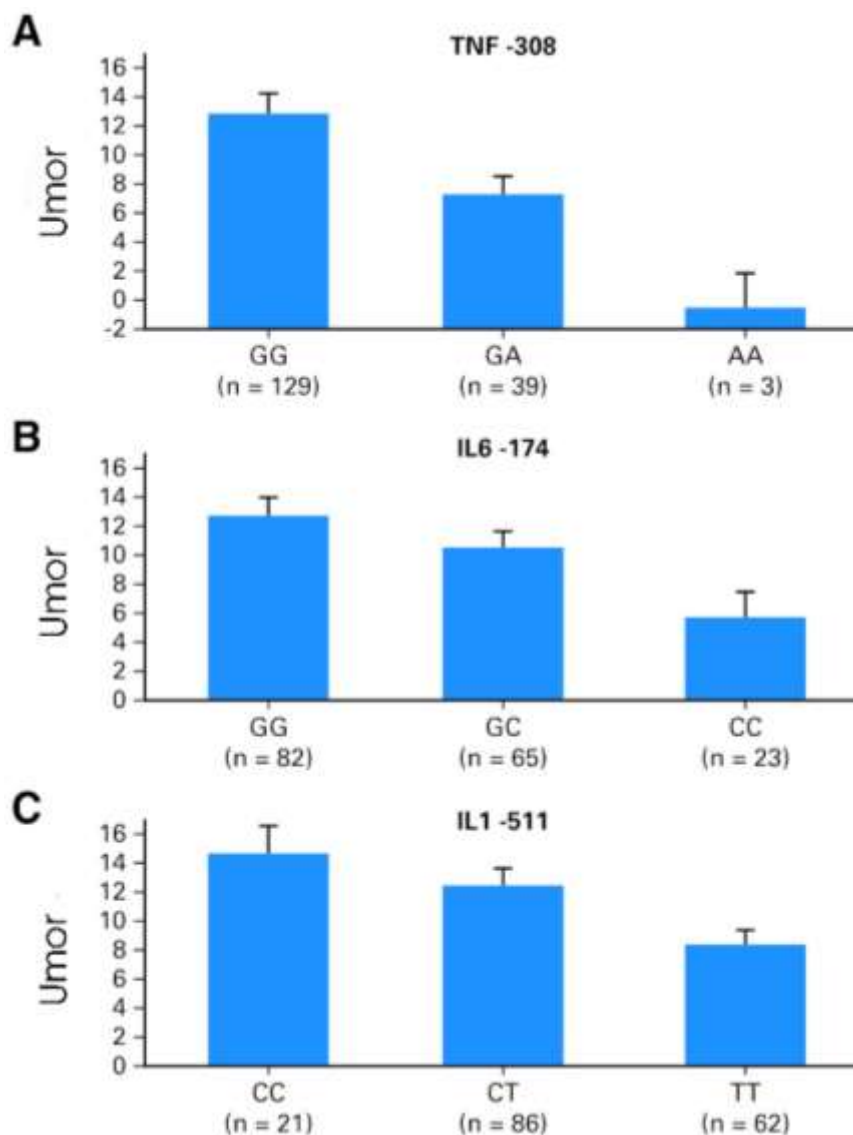 A
TNF -308
16
14
12
10
8
6
4
2
0
-2
Umor
GG GA AA
(n = 129) (n = 39) (n = 3)
B
IL6 -174
16
14
12
10
8
6
4
2
0
Umor
GG GC CC
(n = 82) (n = 65) (n = 23)
C
IL1 -511
16
14
12
10
8
6
4
2
0
Umor
CC CT TT
(n = 21) (n = 86) (n = 62)